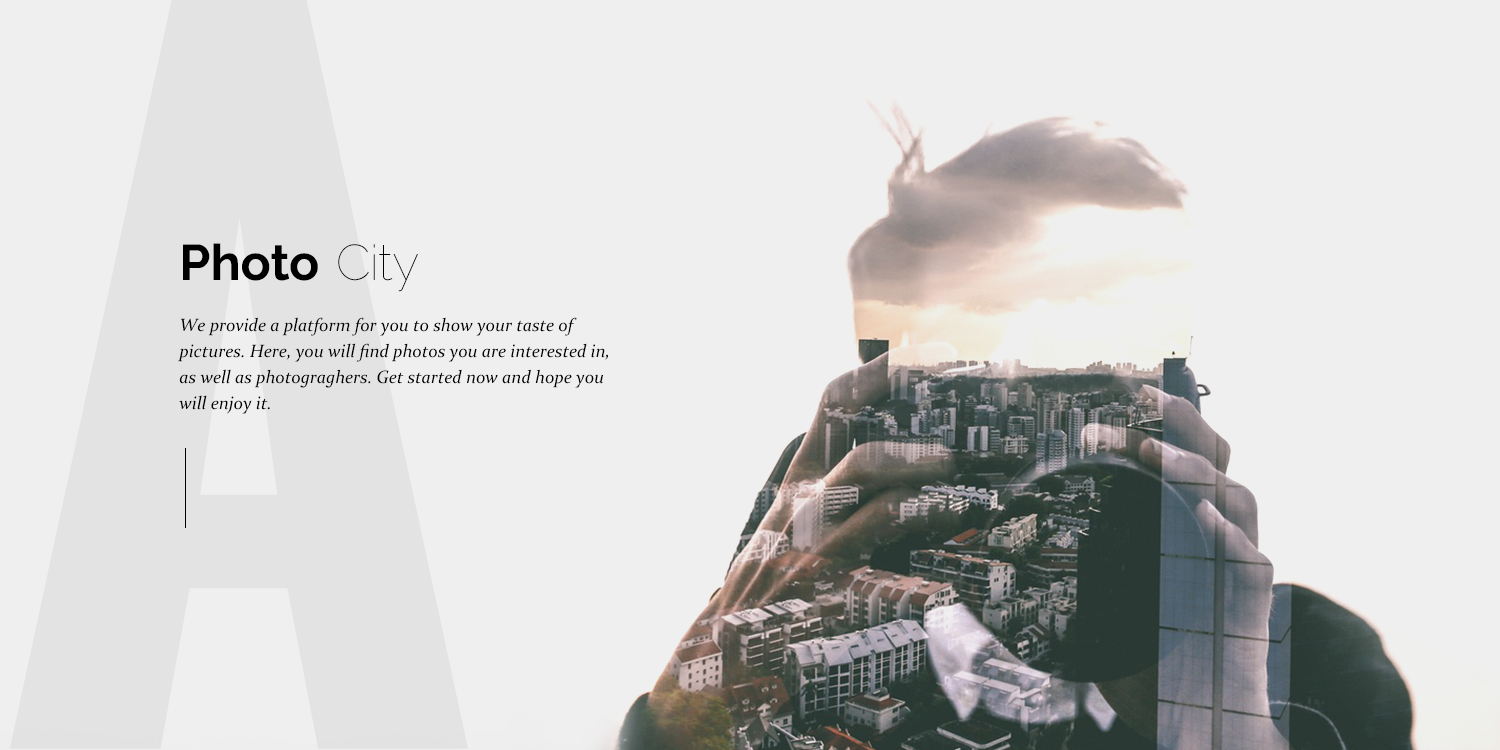 A
Photo City
We provide a platform for you to show your taste of
pictures. Here, you will find photos you are interested in,
as well as photograghers. Get started now and hope you
will enjoy it.